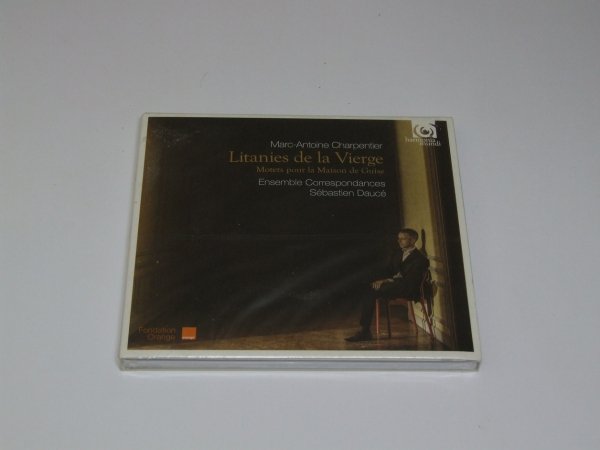 Marc-Antoine Charpentier
Litanies de la Vierge
Motets pour la Maison de Guise
Ensemble Correspondances
Sébastien Daucé
harmonia
mundi
Fondation
Orange